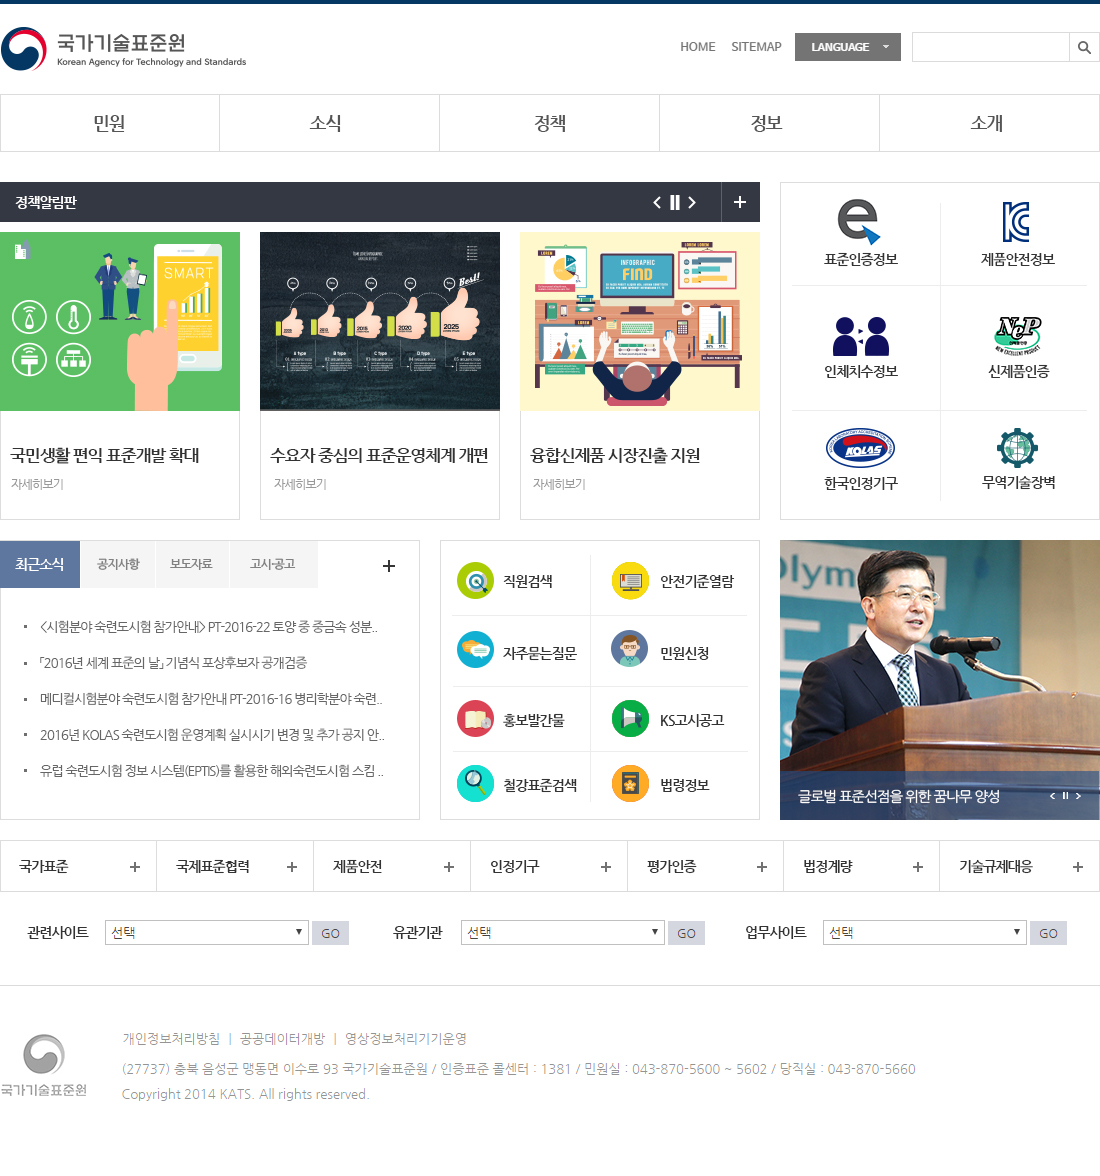 국가기술표준원
Korean Agency for Technology and Standards
HOME SITEMAP LANGUAGE
민원 소식 정책 정보 소개
정책알림판
SMART
TIMELINE INFOGRAPHIC
Best!
2015
2020
2025
A type
B type
C type
D type
E type
INFOGRAPHIC
FIND
LOREM
LOREM LOREM
LOREM
국민생활 편익 표준개발 확대
자세히보기
수요자 중심의 표준운영체계 개편
자세히보기
융합신제품 시장진출 지원
자세히보기
표준인증정보
제품안전정보
인체치수정보
NeP
NEW EXCELLENT PRODUCT
신제품인증
KOLAS
한국인정기구
무역기술장벽
최근소식 공지사항 보도자료 고시·공고
<시험분야 숙련도시험 참가안내> PT-2016-22 토양 중 중금속 성분..
「2016년 세계 표준의 날」기념식 포상후보자 공개검증
메디컬시험분야 숙련도시험 참가안내 PT-2016-16 병리학분야 숙련..
2016년 KOLAS 숙련도시험 운영계획 실시시기 변경 및 추가 공지 안..
유럽 숙련도시험 정보 시스템(EPTIS)를 활용한 해외숙련도시험 스킴 ..
직원검색 안전기준열람
자주묻는질문 민원신청
홍보발간물 KS고시공고
철강표준검색 법령정보
Olym
글로벌 표준선점을 위한 꿈나무 양성
국가표준 국제표준협력 제품안전 인정기구 평가인증 법정계량 기술규제대응
관련사이트 선택 GO 유관기관 선택 GO 업무사이트 선택 GO
국가기술표준원
개인정보처리방침 | 공공데이터개방 | 영상정보처리기기운영
(27737) 충북 음성군 맹동면 이수로 93 국가기술표준원 / 인증표준 콜센터 : 1381 / 민원실 : 043-870-5600 ~ 5602 / 당직실 : 043-870-5660
Copyright 2014 KATS. All rights reserved.